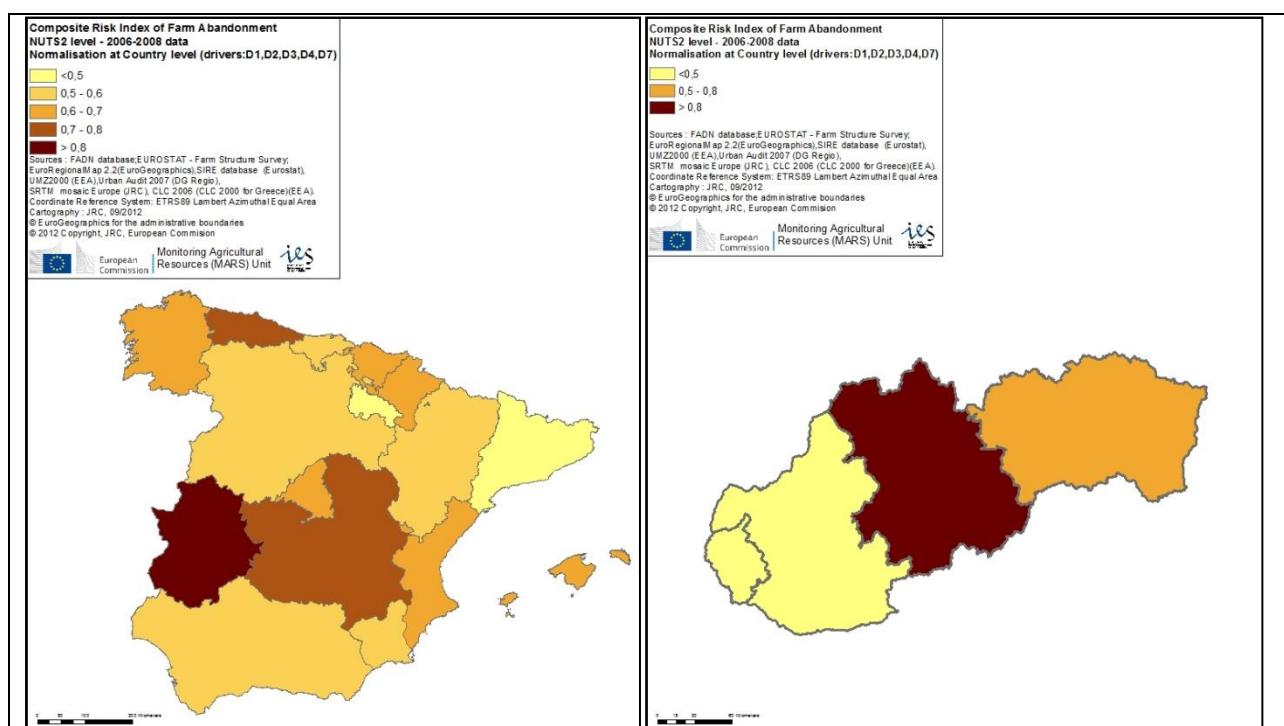 Composite Risk Index of Farm Abandonment
NUTS2 level - 2006-2008 data
Normalisation at Country level (drivers:D1,D2,D3,D4,D7)
<0,5
0,5 - 0,6
0,6 - 0,7
0,7 - 0,8
> 0,8
Sources : FADN database;EUROSTAT - Farm Structure Survey;
EuroRegionalMap 2.2(EuroGeographics),SIRE database (Eurostat),
UMZ2000 (EEA),Urban Audit 2007 (DG Regio),
SRTM mosaic Europe (JRC), CLC 2006 (CLC 2000 for Greece)(EEA).
Coordinate Reference System: ETRS89 Lambert Azimuthal Equal Area
Cartography : JRC, 09/2012
© EuroGeographics for the administrative boundaries
© 2012 Copyright, JRC, European Commision
European
Commission
Monitoring Agricultural
Resources (MARS) Unit
ies
Composite Risk Index of Farm Abandonment
NUTS2 level - 2006-2008 data
Normalisation at Country level (drivers:D1,D2,D3,D4,D7)
<0,5
0,5 - 0,8
> 0,8
Sources : FADN database;EUROSTAT - Farm Structure Survey;
EuroRegionalMap 2.2(EuroGeographics),SIRE database (Eurostat),
UMZ2000 (EEA),Urban Audit 2007 (DG Regio),
SRTM mosaic Europe (JRC), CLC 2006 (CLC 2000 for Greece)(EEA).
Coordinate Reference System: ETRS89 Lambert Azimuthal Equal Area
Cartography : JRC, 09/2012
© EuroGeographics for the administrative boundaries
© 2012 Copyright, JRC, European Commision
European
Commission
Monitoring Agricultural
Resources (MARS) Unit
ies